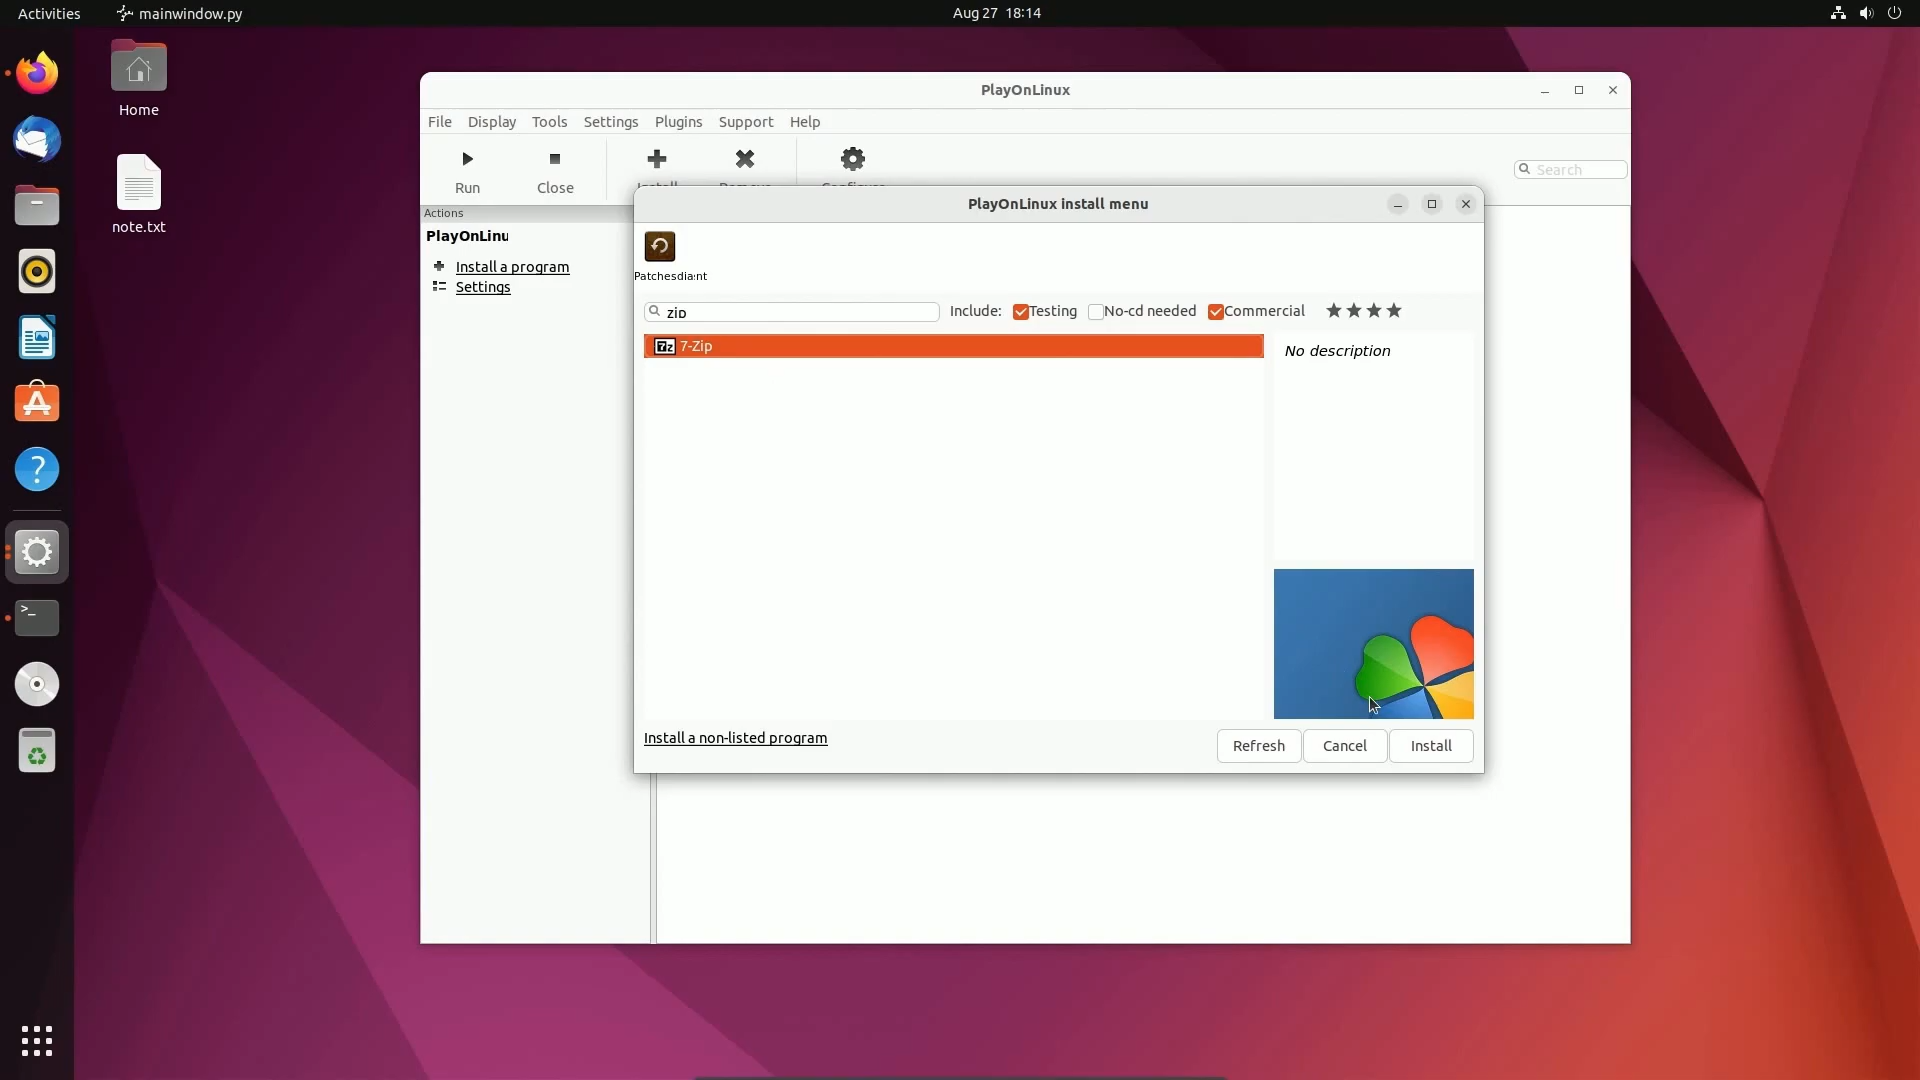 Activities
mainwindow.py
Aug 27 18:14
Home
note.txt
PlayOnLinux
File Display Tools Settings Plugins Support Help
Search
Run Close
Actions
PlayOnLinu
Install a program
Settings
PlayOnLinux install menu
zip
Include: Testing No-cd needed Commercial
7z 7-Zip
No description
Install a non-listed program
Refresh Cancel Install